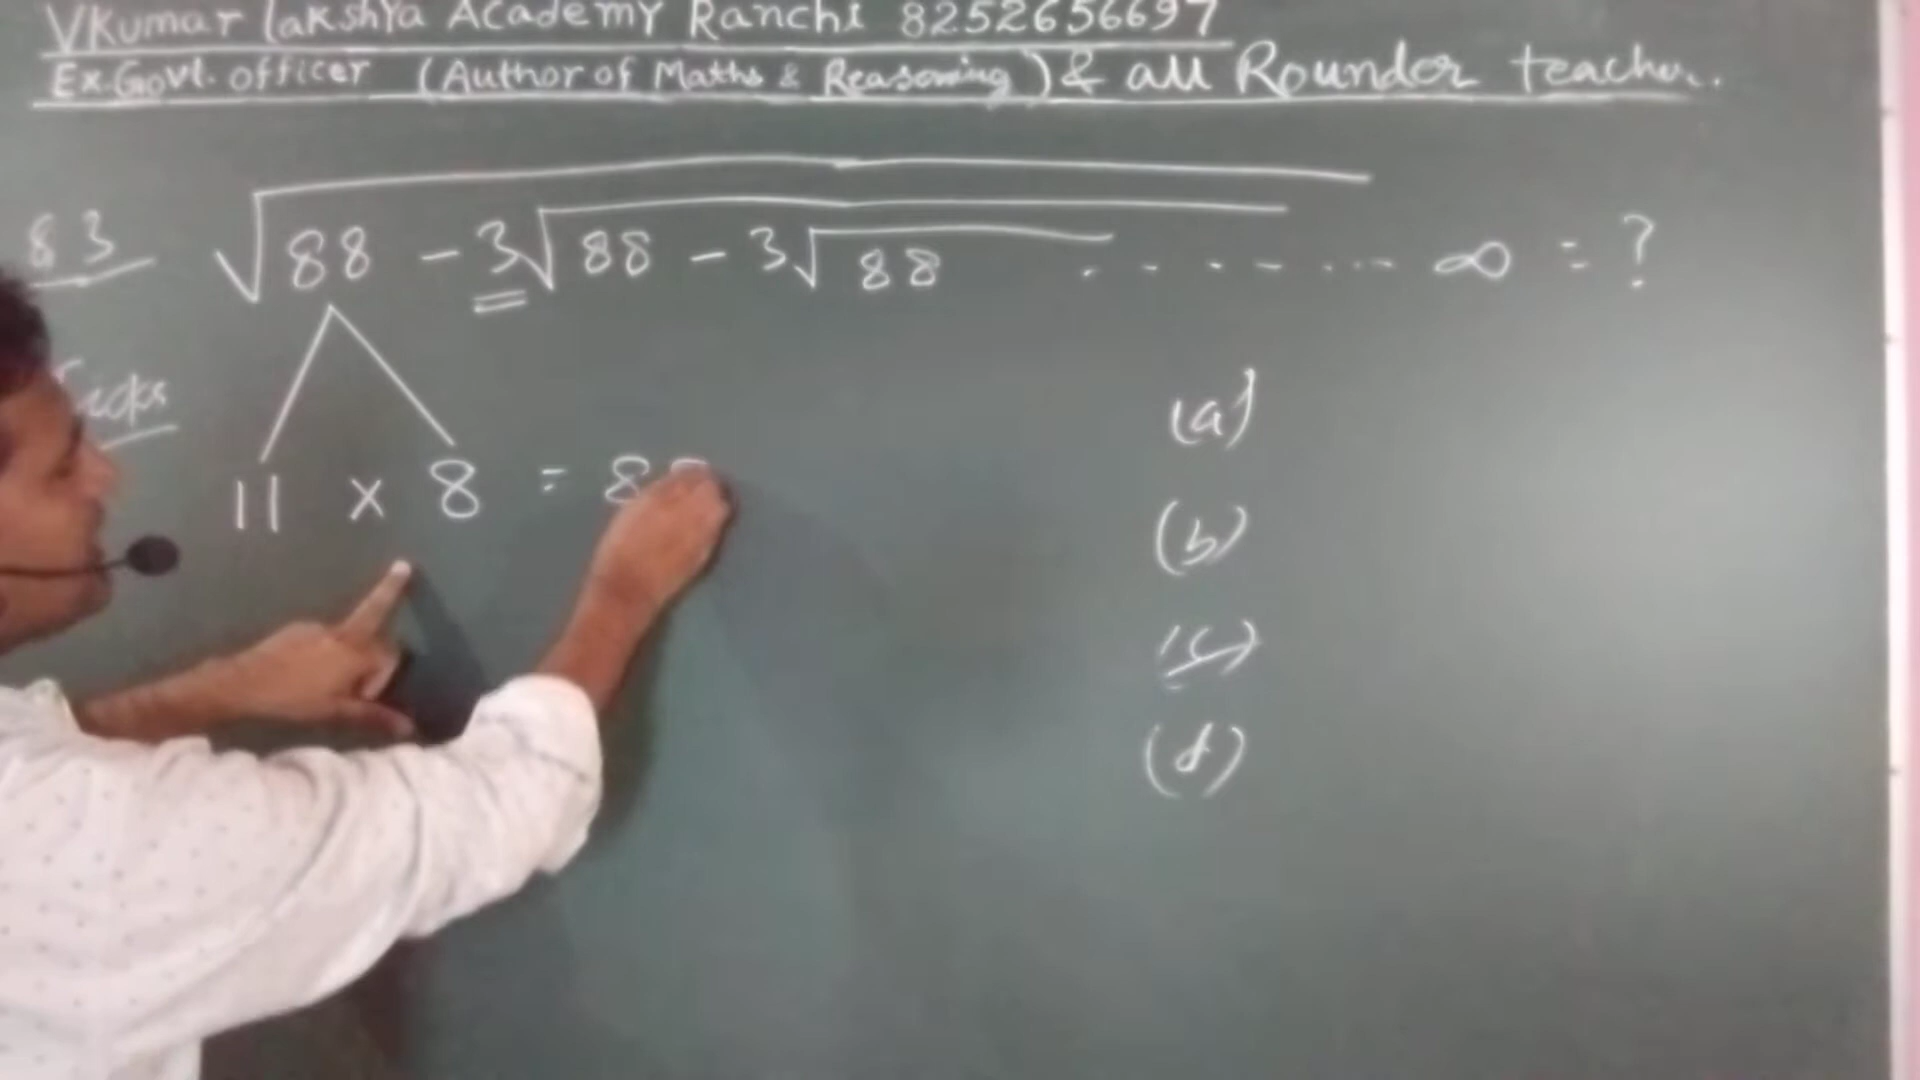 VKumar Lakshya Academy Ranchi 8252656697
Ex.Govt. officer (Author of Maths & Reasoning) & all Rounder teacher.
83 √88 - 3√88 - 3√88 ...... ∞ = ?
(a)
11 x 8 = 8
(b)
(c)
(d)